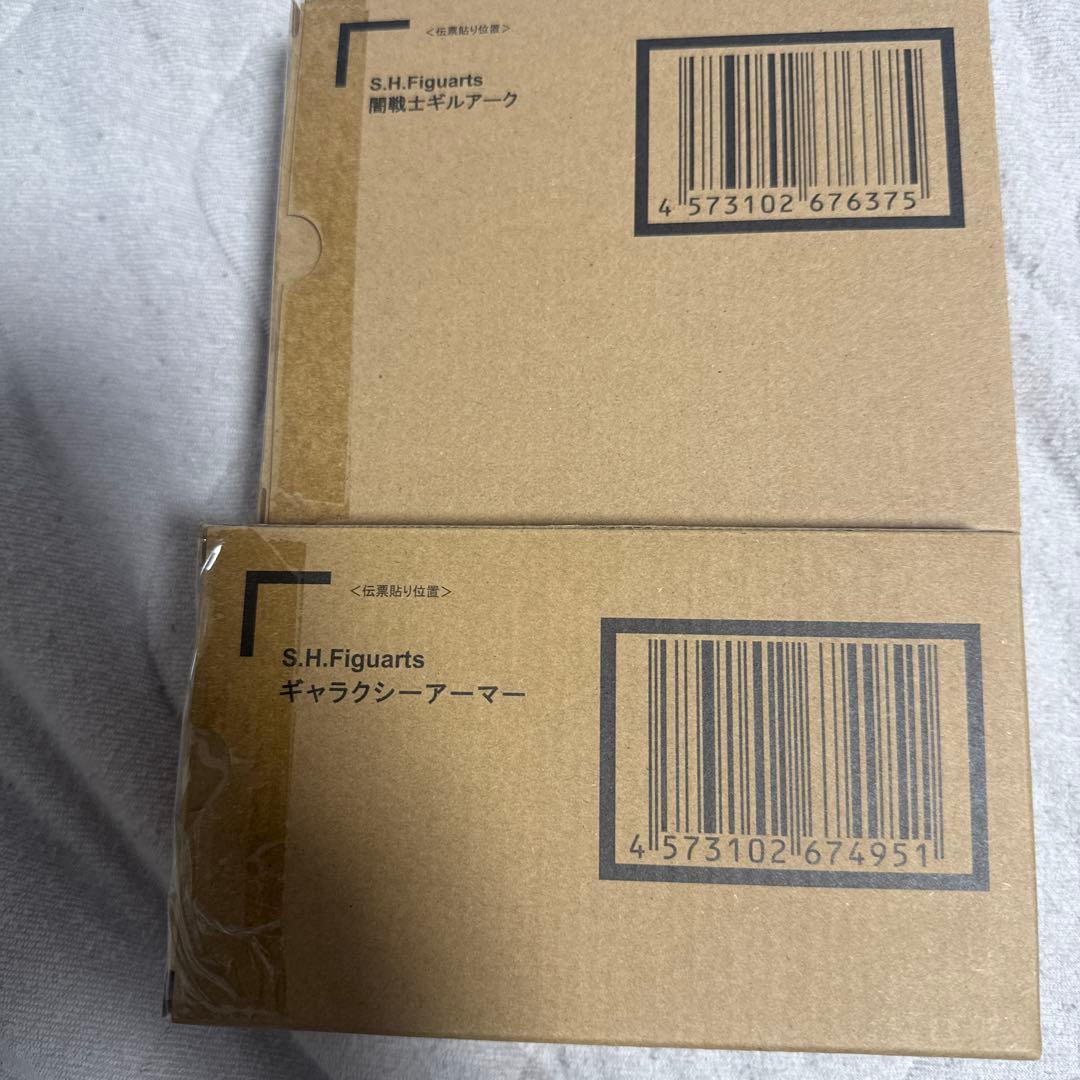 ＜伝票貼り位置＞
S.H.Figuarts
闇戦士ギルアーク
4 573102 676375
＜伝票貼り位置＞
S.H.Figuarts
ギャラクシーアーマー
4 573102 674951